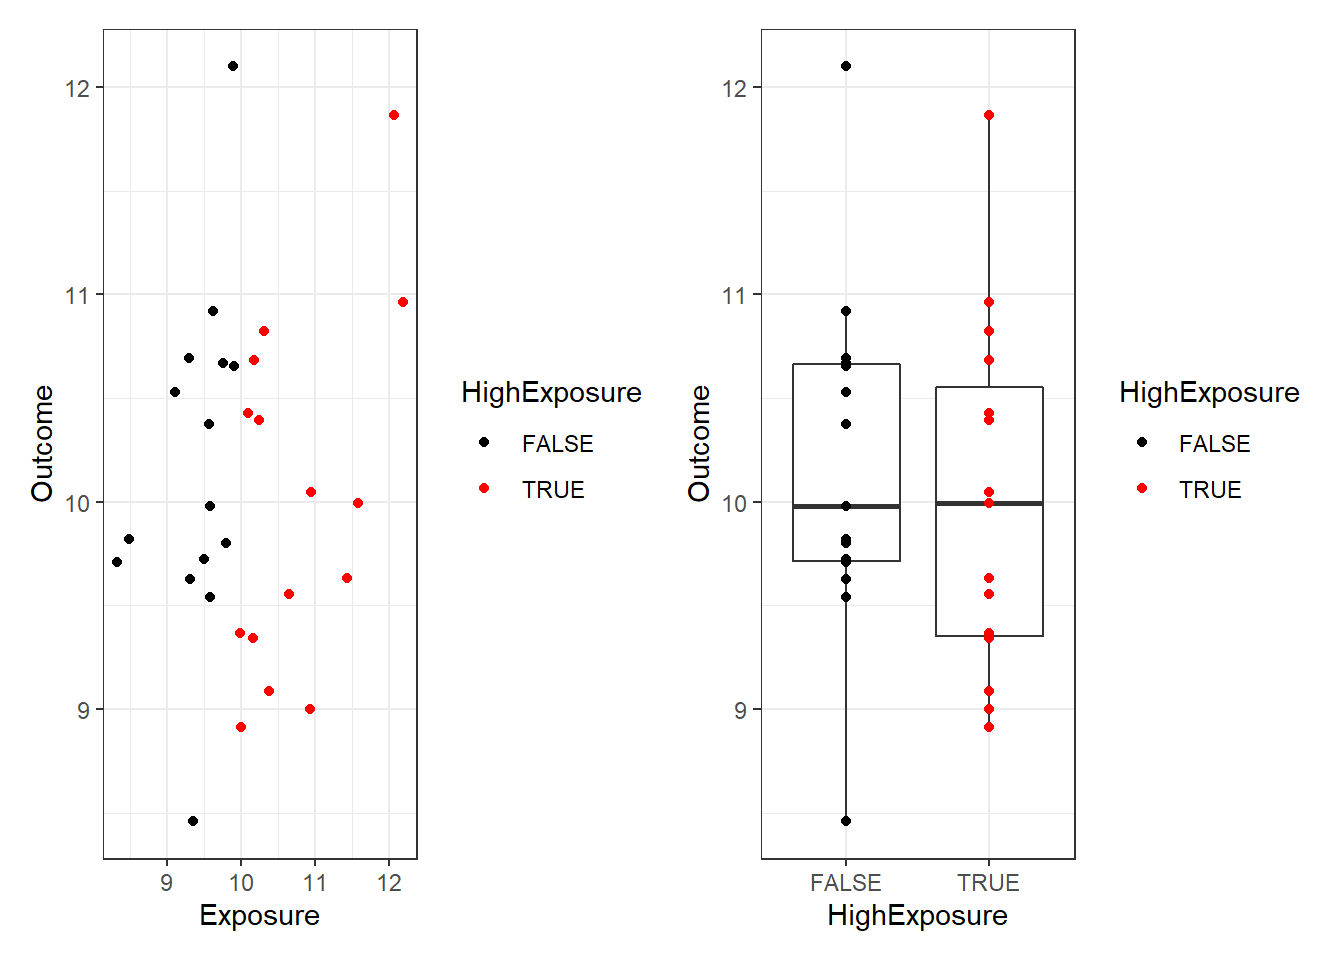 12
11
10
9
Outcome
9 10 11 12
Exposure
HighExposure
FALSE
TRUE
12
11
10
9
Outcome
FALSE TRUE
HighExposure
HighExposure
FALSE
TRUE